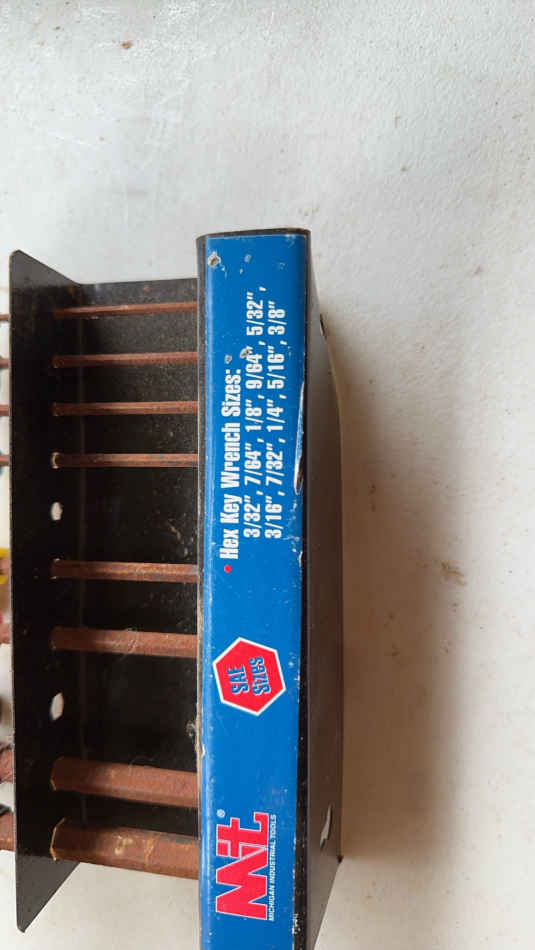 Mit®
MICHIGAN INDUSTRIAL TOOLS
SAE
Sizes
• Hex Key Wrench Sizes:
3/32", 7/64", 1/8", 9/64", 5/32",
3/16", 7/32", 1/4", 5/16", 3/8"